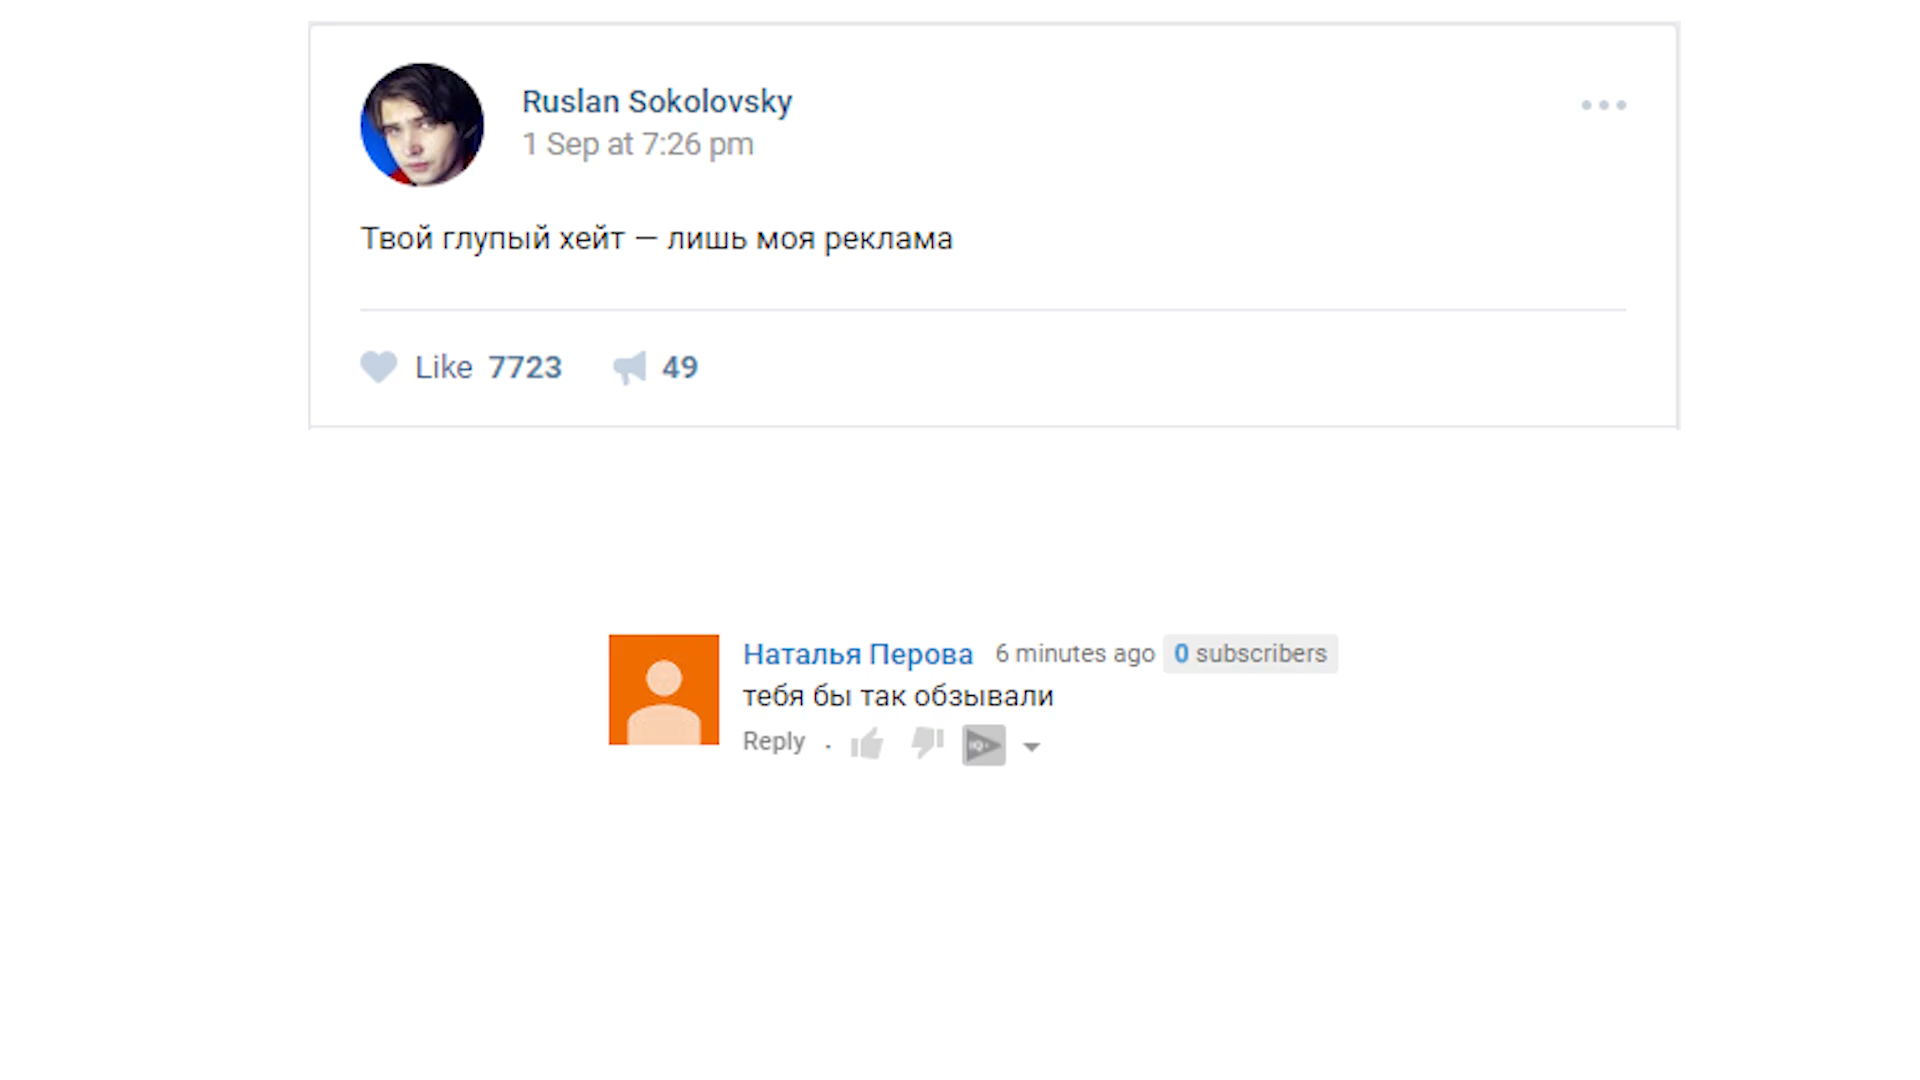 Ruslan Sokolovsky
1 Sep at 7:26 pm
Твой глупый хейт — лишь моя реклама
Like 7723 49
Наталья Перова 6 minutes ago 0 subscribers
тебя бы так обзывали
Reply .